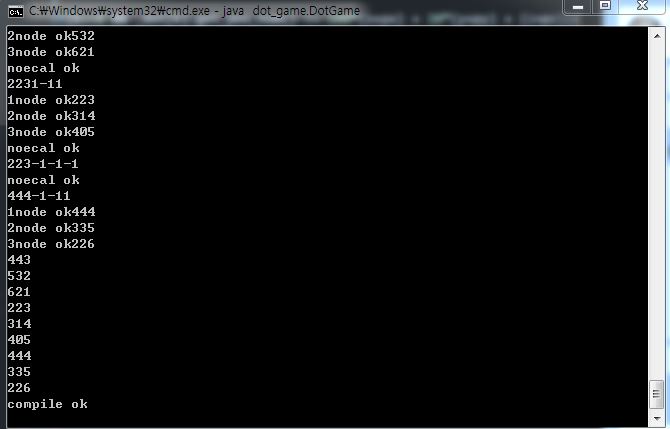 C:₩Windows₩system32₩cmd.exe - java  dot_game.DotGame
2node ok532
3node ok621
noecal ok
2231-11
1node ok223
2node ok314
3node ok405
noecal ok
223-1-1-1
noecal ok
444-1-11
1node ok444
2node ok335
3node ok226
443
532
621
223
314
405
444
335
226
compile ok